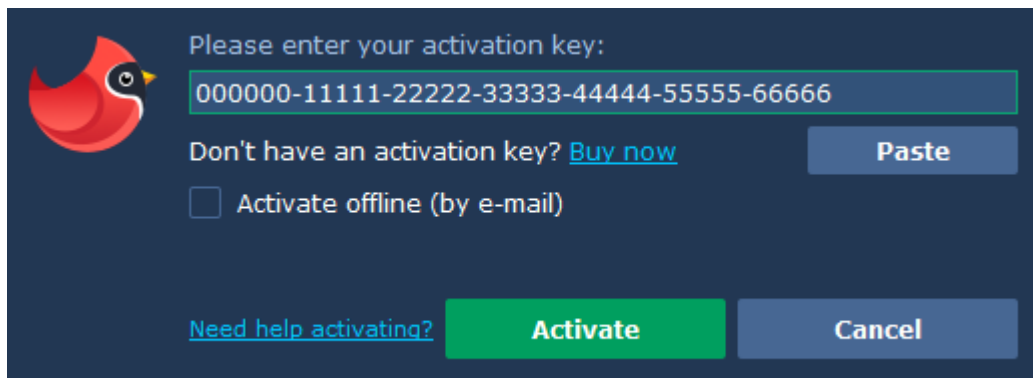 Please enter your activation key:
000000-11111-22222-33333-44444-55555-66666
Don't have an activation key? Buy now
Paste
Activate offline (by e-mail)
Need help activating?
Activate
Cancel